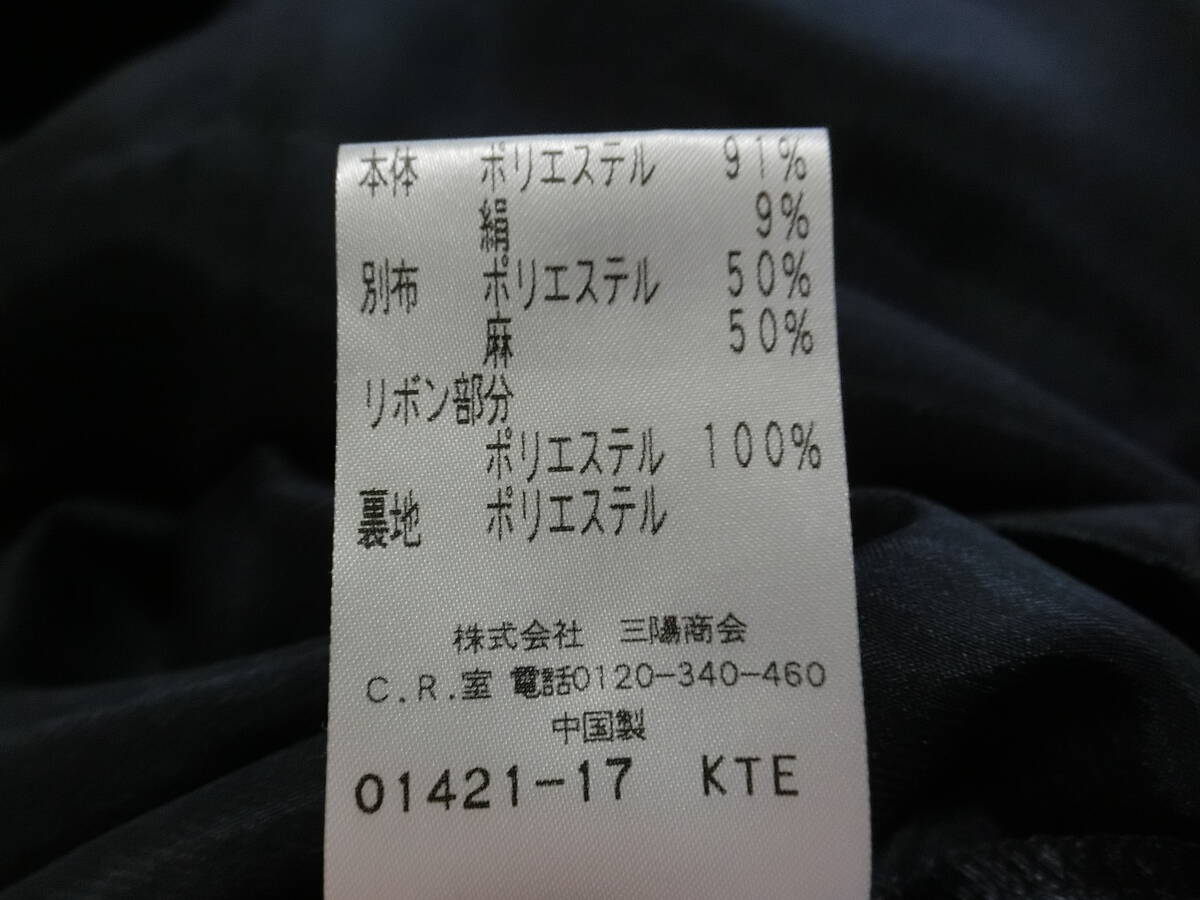 本体 ポリエステル 91%
絹 9%
別布 ポリエステル 50%
麻 50%
リボン部分
ポリエステル 100%
裏地 ポリエステル
株式会社 三陽商会
C.R.室 電話0120-340-460
中国製
01421-17 KTE